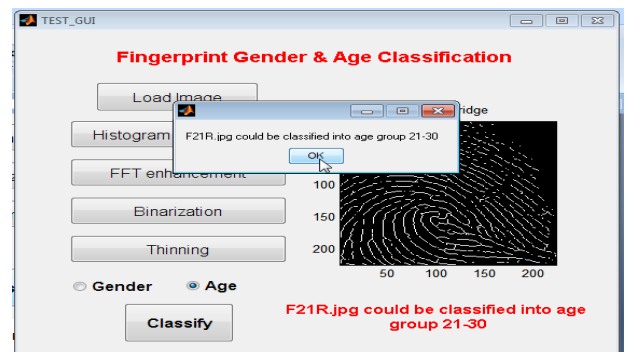 TEST_GUI
Fingerprint Gender & Age Classification
Load Image
ridge
F21R.jpg could be classified into age group 21-30
OK
Histogram
FFT enhancement
100
Binarization
150
Thinning
200
50 100 150 200
Gender Age
Classify
F21R.jpg could be classified into age
group 21-30